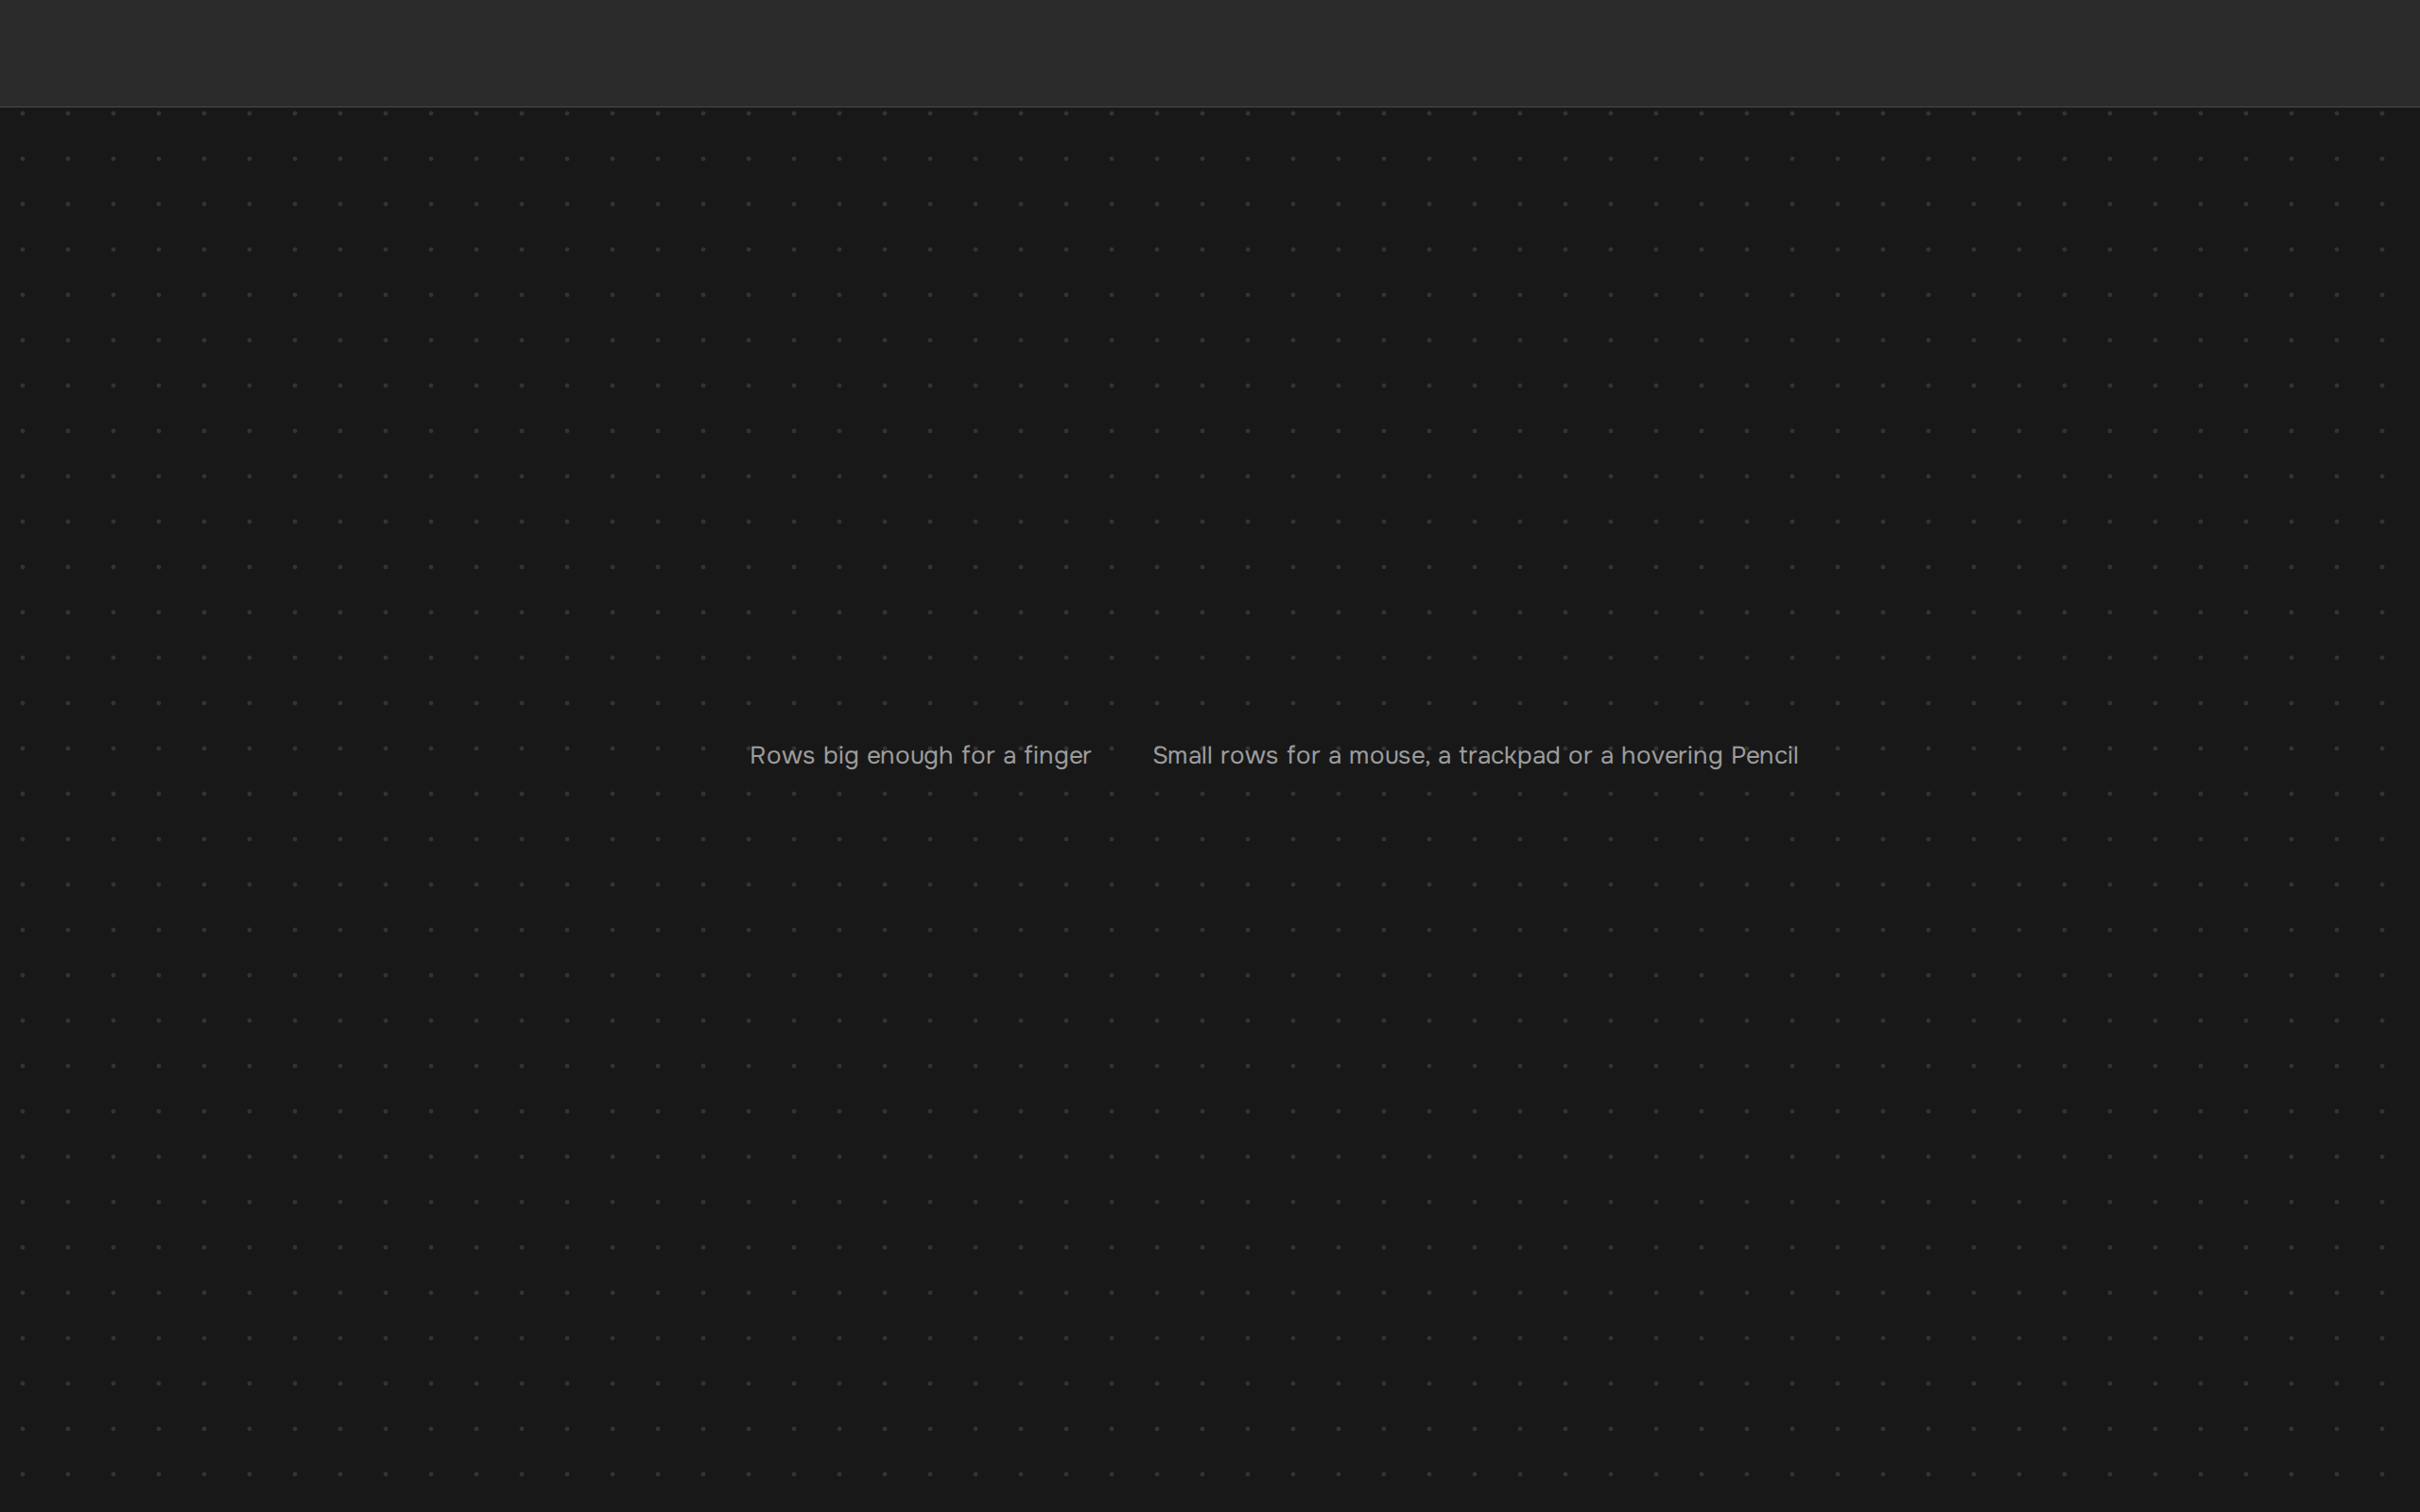 Rows big enough for a finger
Small rows for a mouse, a trackpad or a hovering Pencil